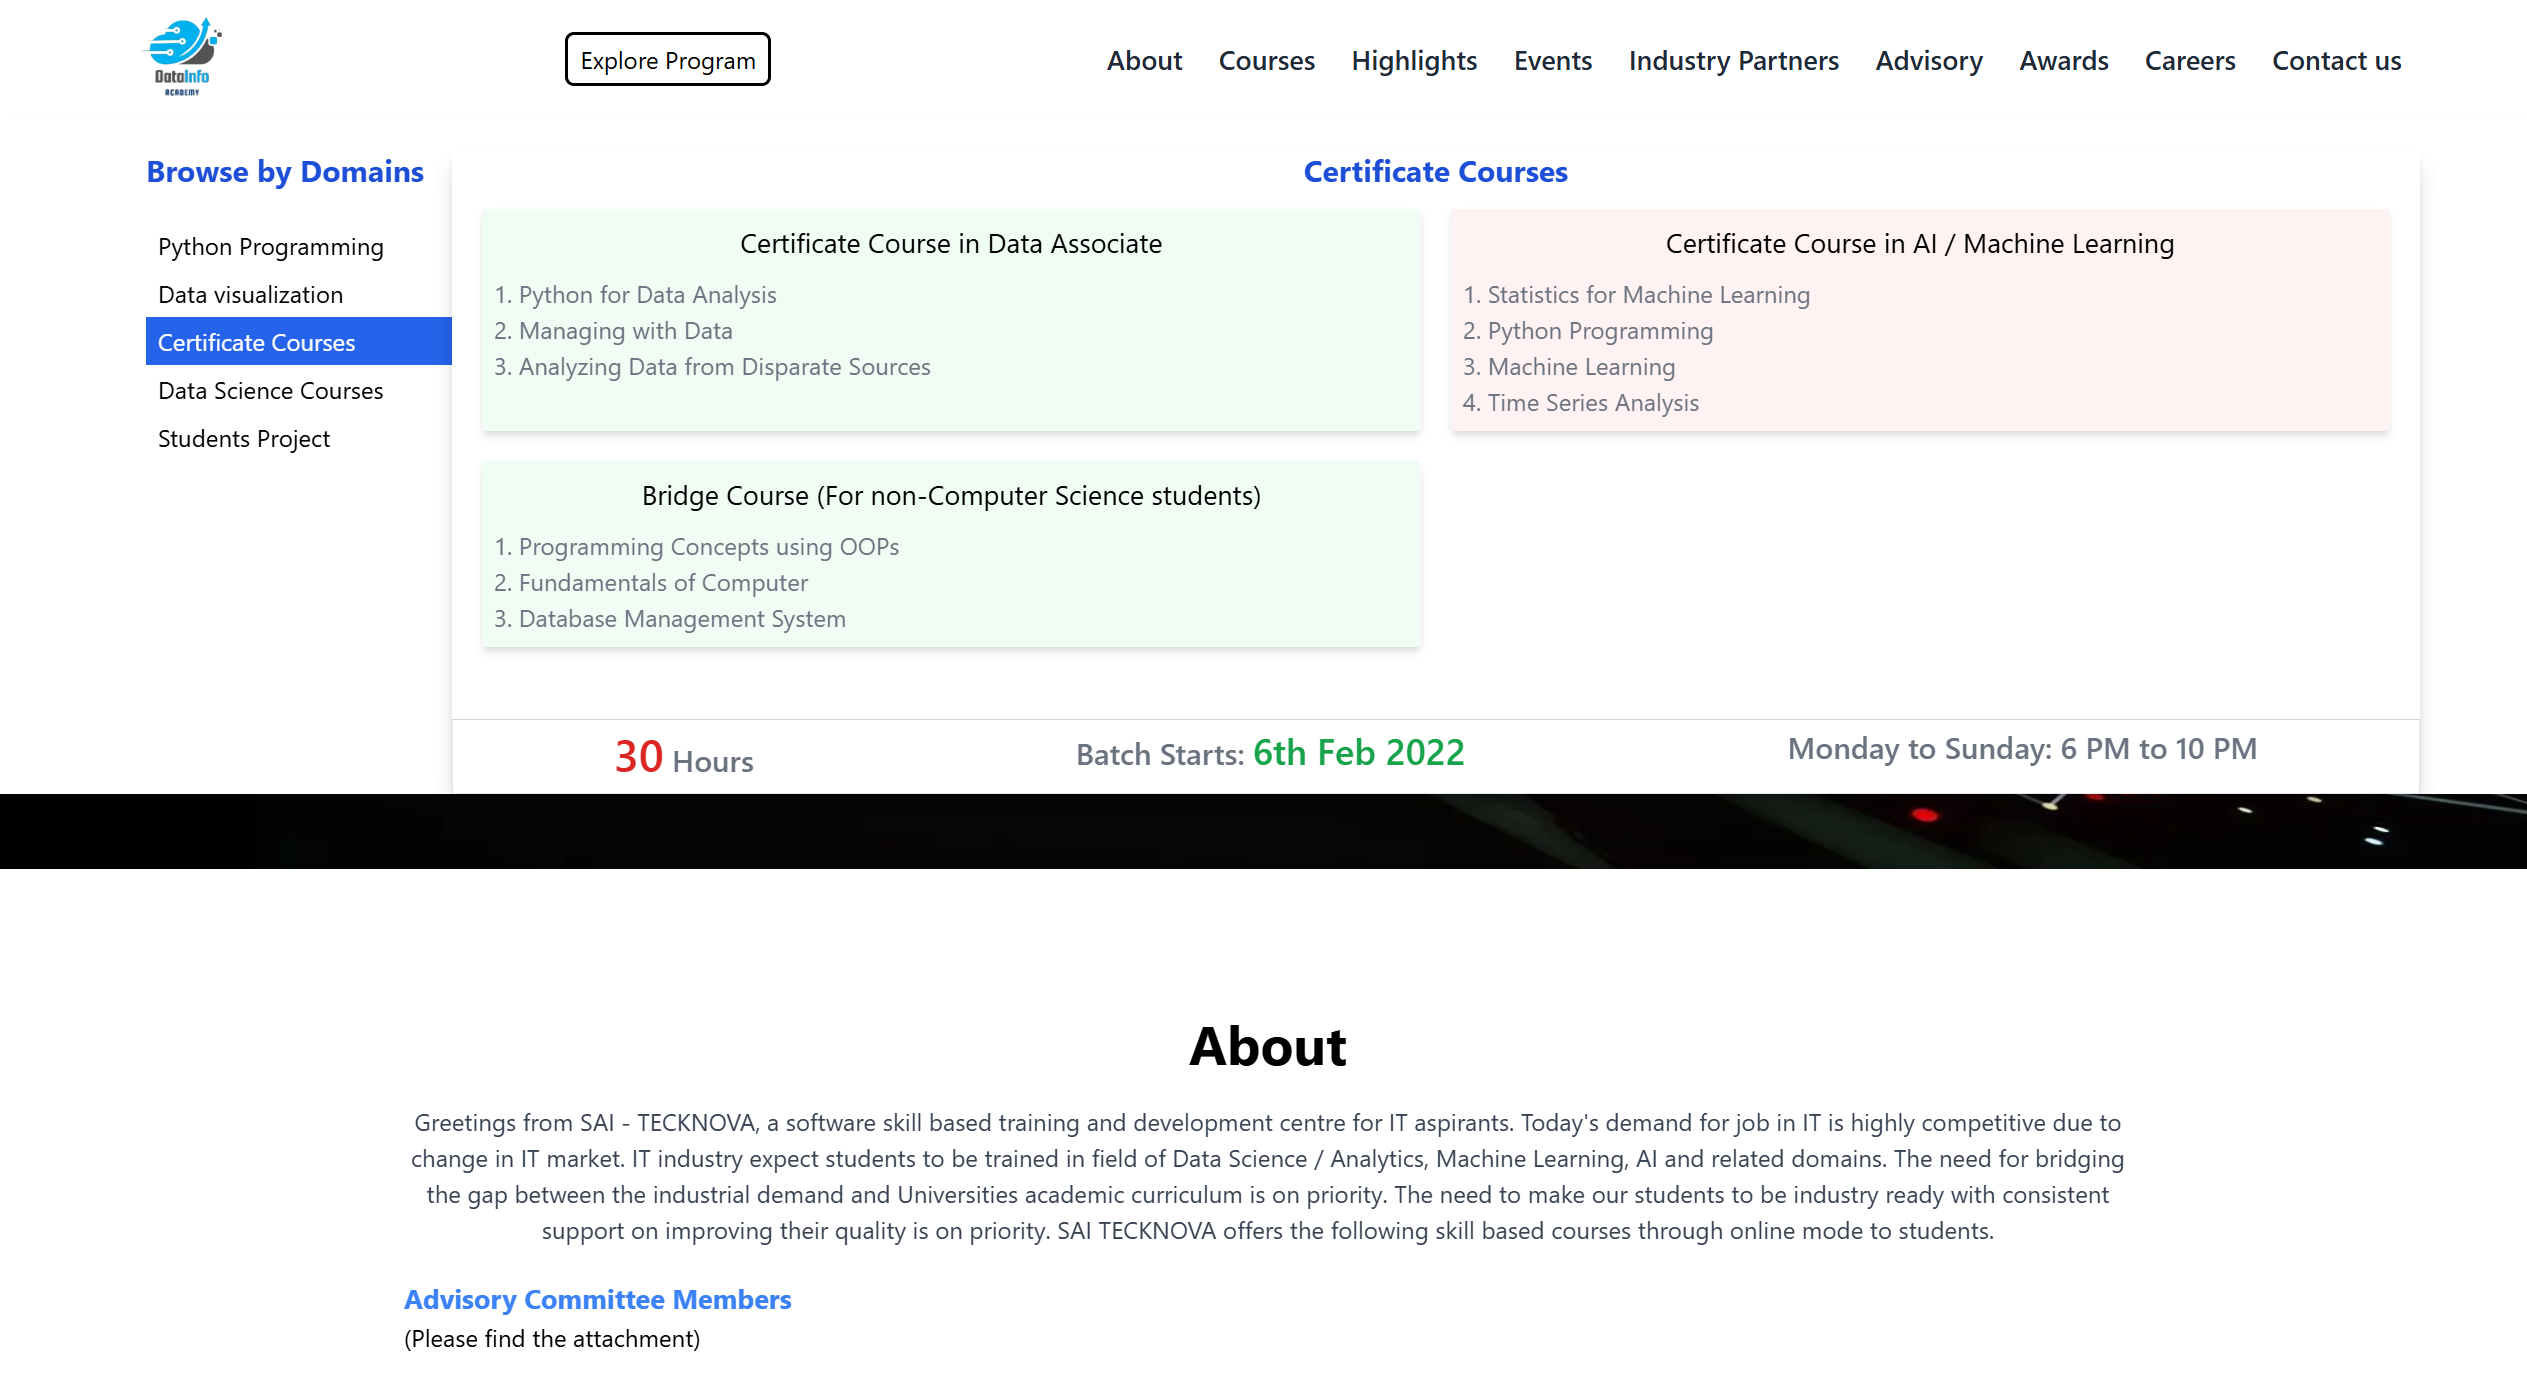 DataInfo
ACADEMY
Explore Program
About Courses Highlights Events Industry Partners Advisory Awards Careers Contact us
Browse by Domains
Python Programming
Data visualization
Certificate Courses
Data Science Courses
Students Project
Certificate Courses
Certificate Course in Data Associate
1. Python for Data Analysis
2. Managing with Data
3. Analyzing Data from Disparate Sources
Certificate Course in AI / Machine Learning
1. Statistics for Machine Learning
2. Python Programming
3. Machine Learning
4. Time Series Analysis
Bridge Course (For non-Computer Science students)
1. Programming Concepts using OOPs
2. Fundamentals of Computer
3. Database Management System
30 Hours
Batch Starts: 6th Feb 2022
Monday to Sunday: 6 PM to 10 PM
About
Greetings from SAI - TECKNOVA, a software skill based training and development centre for IT aspirants. Today's demand for job in IT is highly competitive due to
change in IT market. IT industry expect students to be trained in field of Data Science / Analytics, Machine Learning, AI and related domains. The need for bridging
the gap between the industrial demand and Universities academic curriculum is on priority. The need to make our students to be industry ready with consistent
support on improving their quality is on priority. SAI TECKNOVA offers the following skill based courses through online mode to students.
Advisory Committee Members
(Please find the attachment)